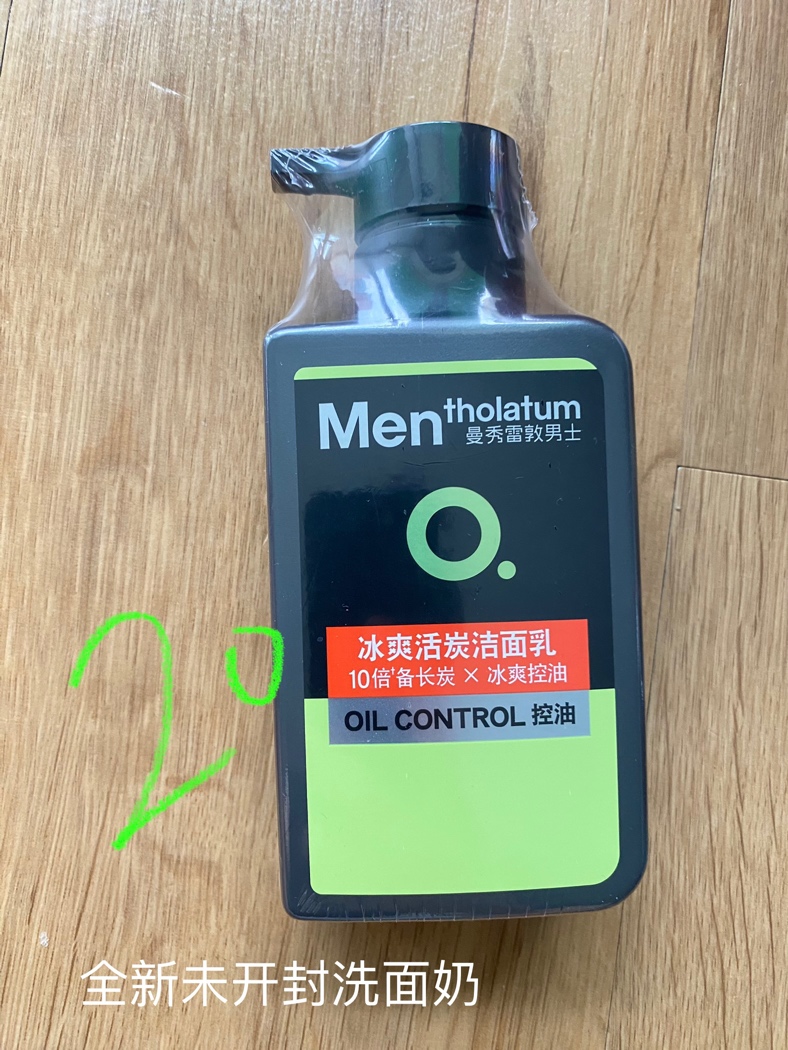 Mentholatum
曼秀雷敦男士
冰爽活炭洁面乳
10倍†备长炭 × 冰爽控油
OIL CONTROL 控油
20
全新未开封洗面奶